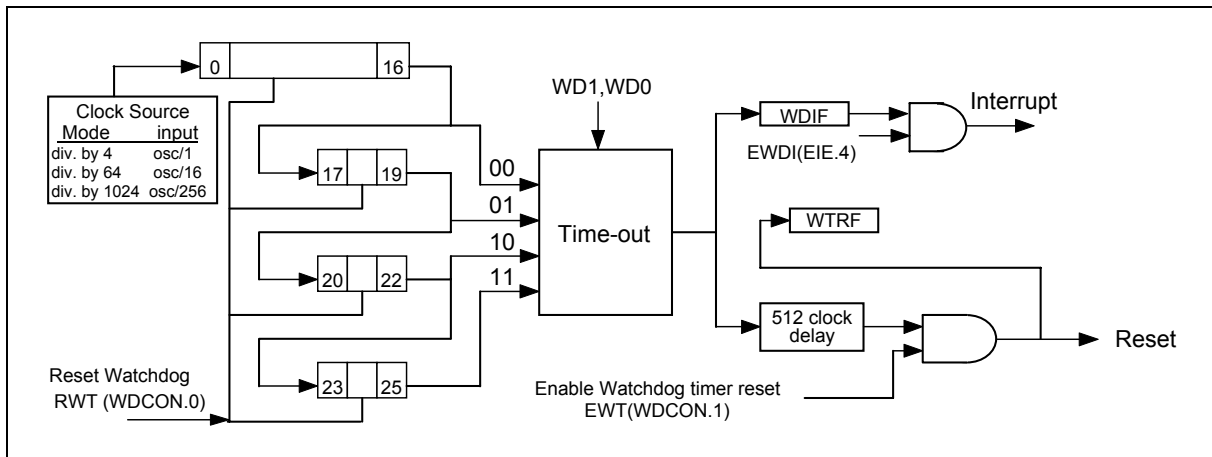 0 16
Clock Source
Mode input
div. by 4 osc/1
div. by 64 osc/16
div. by 1024 osc/256
WD1,WD0
WDIF
Interrupt
EWDI(EIE.4)
17 19
00
01
WTRF
Time-out
10
20 22
11
512 clock
delay
Reset
23 25
Reset Watchdog
RWT (WDCON.0)
Enable Watchdog timer reset
EWT(WDCON.1)